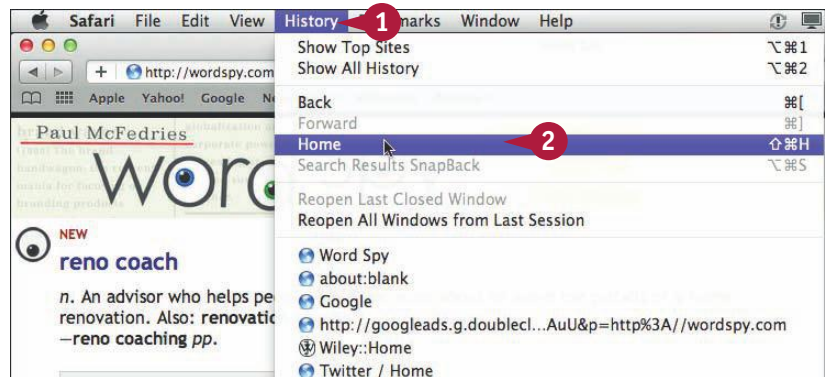 Safari File Edit View History marks Window Help
1
Show Top Sites ⌥⌘1
Show All History ⌥⌘2
http://wordspy.com
Apple Yahoo! Google
Back ⌘[
Forward ⌘]
Home ⇧⌘H
2
Search Results SnapBack ⌥⌘S
Reopen Last Closed Window
Reopen All Windows from Last Session
Word Spy
about:blank
Google
http://googleads.g.doublecl...AuU&p=http%3A//wordspy.com
Wiley::Home
Twitter / Home
Paul McFedries
Wor
NEW
reno coach
n. An advisor who helps pe
renovation. Also: renovatic
—reno coaching pp.